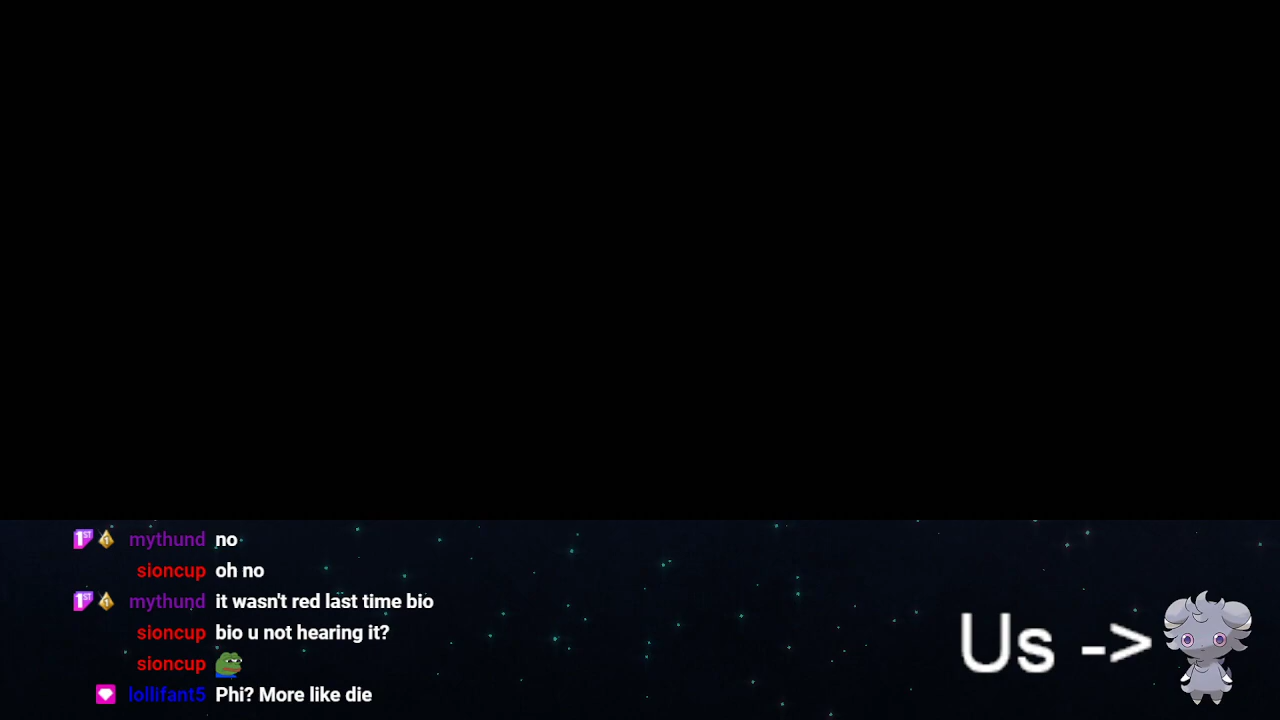 mythund no
sioncup oh no
mythund it wasn't red last time bio
sioncup bio u not hearing it?
sioncup
lollifant5 Phi? More like die
Us ->